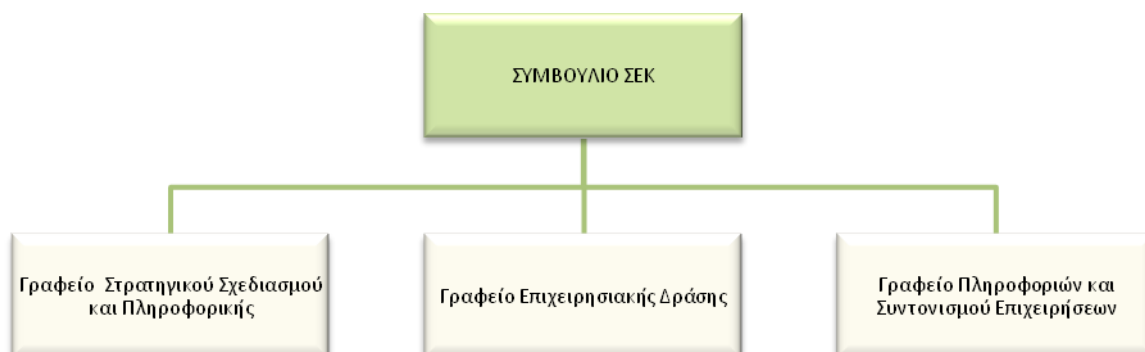 ΣΥΜΒΟΥΛΙΟ ΣΕΚ
Γραφείο Στρατηγικού Σχεδιασμού
και Πληροφορικής
Γραφείο Επιχειρησιακής Δράσης
Γραφείο Πληροφοριών και
Συντονισμού Επιχειρήσεων